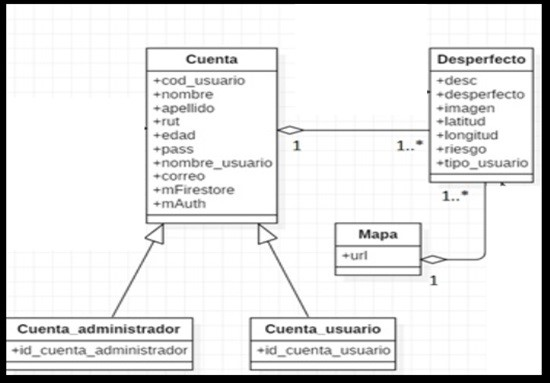 Cuenta
+cod_usuario
+nombre
+apellido
+rut
+edad
+pass
+nombre_usuario
+correo
+mFirestore
+mAuth
1
1..*
Desperfecto
+desc
+desperfecto
+imagen
+latitud
+longitud
+riesgo
+tipo_usuario
1..*
Mapa
+url
1
Cuenta_administrador
+id_cuenta_administrador
Cuenta_usuario
+id_cuenta_usuario